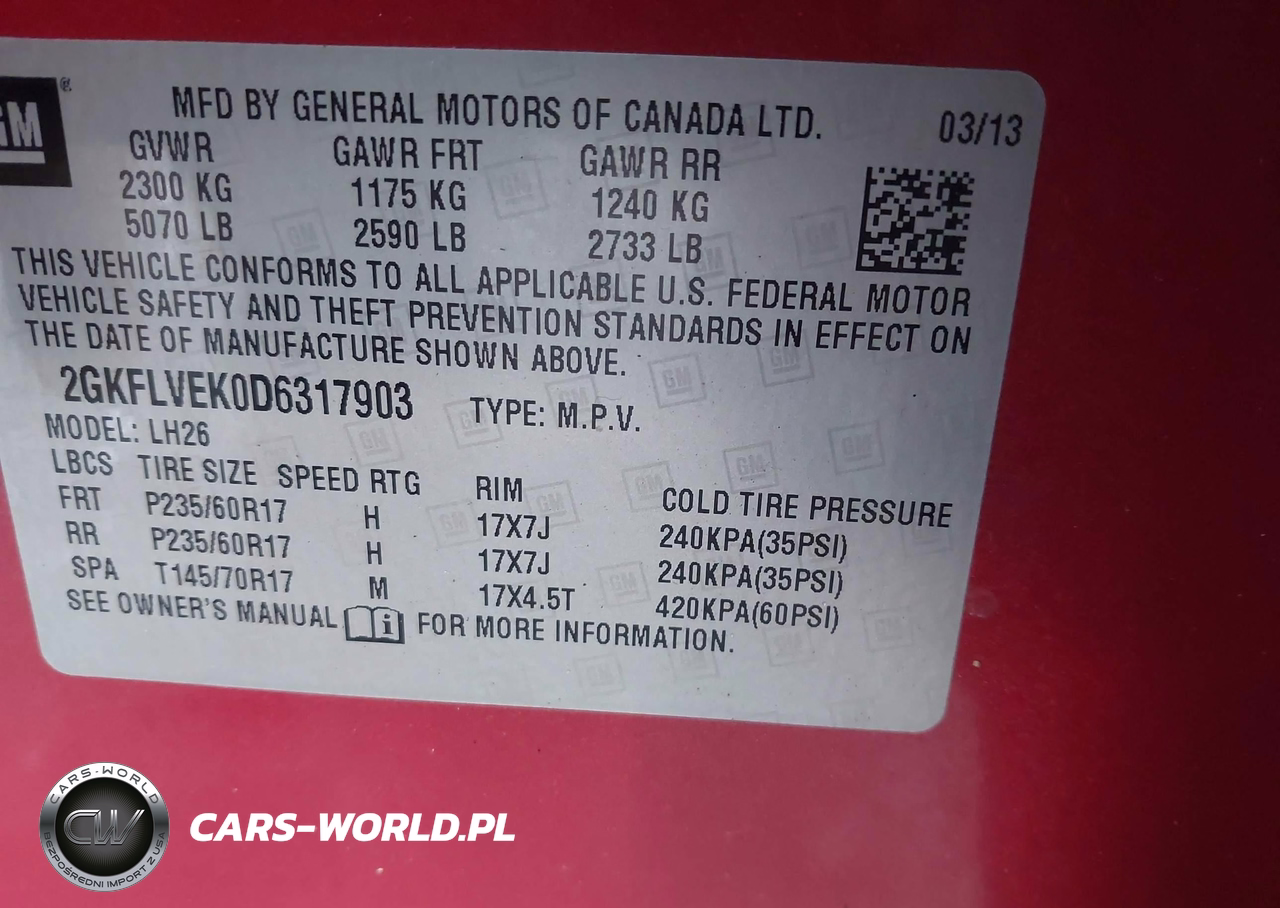 GM ®
MFD BY GENERAL MOTORS OF CANADA LTD. 03/13
GVWR GAWR FRT GAWR RR
2300 KG 1175 KG 1240 KG
5070 LB 2590 LB 2733 LB
THIS VEHICLE CONFORMS TO ALL APPLICABLE U.S. FEDERAL MOTOR
VEHICLE SAFETY AND THEFT PREVENTION STANDARDS IN EFFECT ON
THE DATE OF MANUFACTURE SHOWN ABOVE.
2GKFLVEK0D6317903 TYPE: M.P.V.
MODEL: LH26
LBCS TIRE SIZE SPEED RTG RIM COLD TIRE PRESSURE
FRT P235/60R17 H 17X7J 240KPA(35PSI)
RR P235/60R17 H 17X7J 240KPA(35PSI)
SPA T145/70R17 M 17X4.5T 420KPA(60PSI)
SEE OWNER'S MANUAL i FOR MORE INFORMATION.
CARS-WORLD
CW
BEZPOŚREDNI IMPORT Z USA
CARS-WORLD.PL